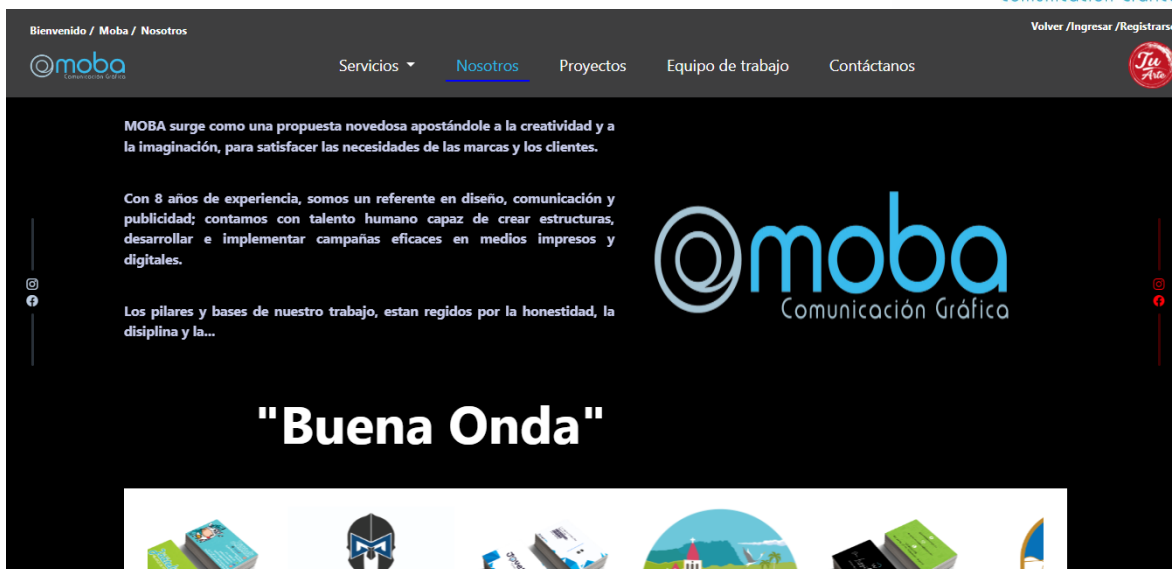 Bienvenido / Moba / Nosotros
Volver /Ingresar /Registrarse
moba
Comunicación Gráfica
Servicios
Nosotros
Proyectos
Equipo de trabajo
Contáctanos
Tu
Arte
MOBA surge como una propuesta novedosa apostándole a la creatividad y a
la imaginación, para satisfacer las necesidades de las marcas y los clientes.
Con 8 años de experiencia, somos un referente en diseño, comunicación y
publicidad; contamos con talento humano capaz de crear estructuras,
desarrollar e implementar campañas eficaces en medios impresos y
digitales.
Los pilares y bases de nuestro trabajo, estan regidos por la honestidad, la
disiplina y la...
moba
Comunicación Gráfica
"Buena Onda"